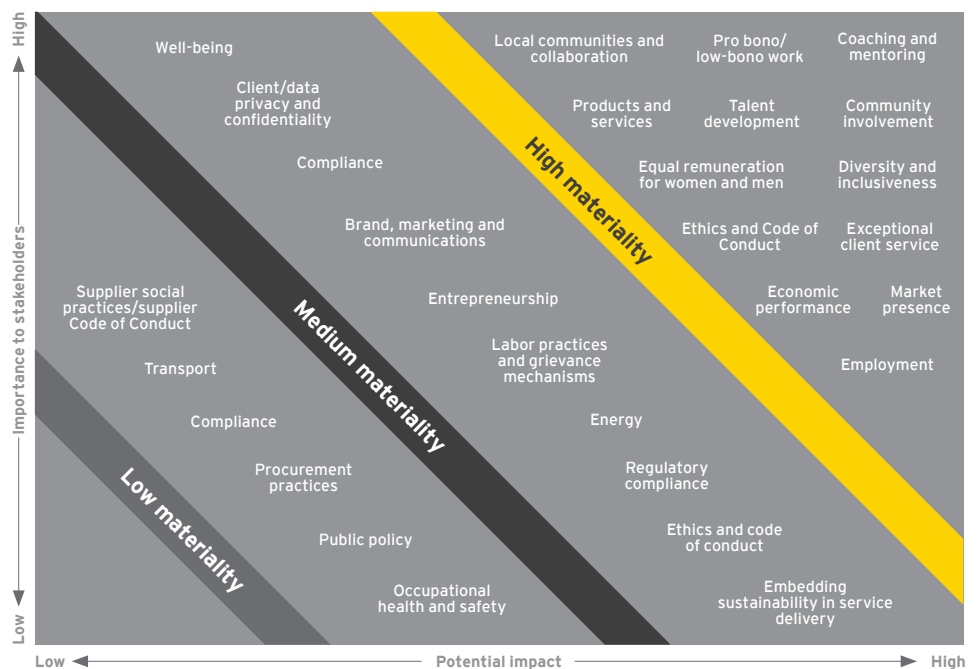 High
Importance to stakeholders
Low
Well-being
Client/data
privacy and
confidentiality
Compliance
Brand, marketing and
communications
Entrepreneurship
Labor practices
and grievance
mechanisms
Energy
Regulatory
compliance
Ethics and code
of conduct
Embedding
sustainability in service
delivery
Local communities and
collaboration
Pro bono/
low-bono work
Coaching and
mentoring
Products and
services
Talent
development
Community
involvement
Equal remuneration
for women and men
Diversity and
inclusiveness
Ethics and Code of
Conduct
Exceptional
client service
Economic
performance
Market
presence
Employment
High materiality
Medium materiality
Low materiality
Supplier social
practices/supplier
Code of Conduct
Transport
Compliance
Procurement
practices
Public policy
Occupational
health and safety
Low
Potential impact
High